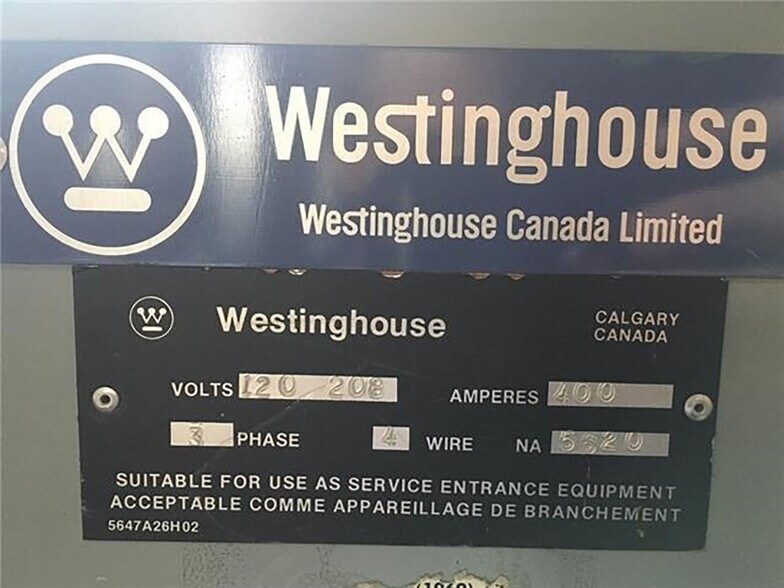 Westinghouse
Westinghouse Canada Limited
Westinghouse
CALGARY
CANADA
VOLTS 120 208 AMPERES 400
3 PHASE 4 WIRE NA 5620
SUITABLE FOR USE AS SERVICE ENTRANCE EQUIPMENT
ACCEPTABLE COMME APPAREILLAGE DE BRANCHEMENT
5647A26H02